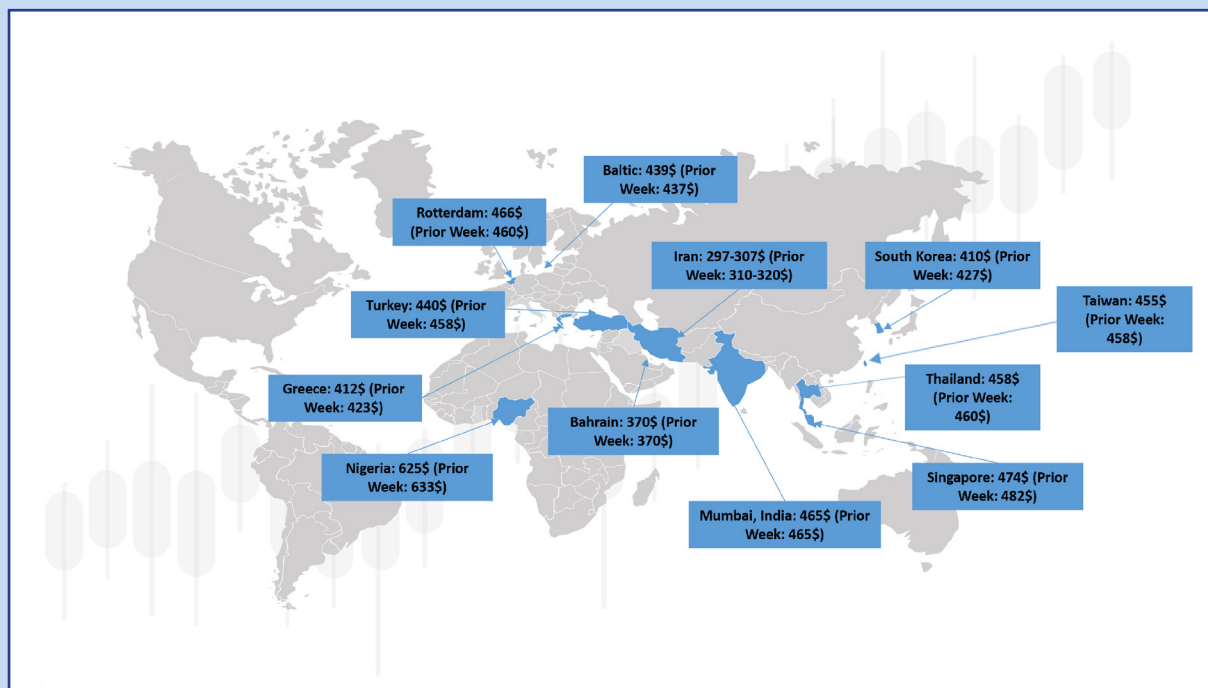 Baltic: 439$ (Prior
Week: 437$)
Rotterdam: 466$
(Prior Week: 460$)
Iran: 297-307$ (Prior
Week: 310-320$)
South Korea: 410$ (Prior
Week: 427$)
Turkey: 440$ (Prior
Week: 458$)
Taiwan: 455$
(Prior Week:
458$)
Greece: 412$ (Prior
Week: 423$)
Thailand: 458$
(Prior Week:
460$)
Bahrain: 370$ (Prior
Week: 370$)
Nigeria: 625$ (Prior
Week: 633$)
Singapore: 474$ (Prior
Week: 482$)
Mumbai, India: 465$ (Prior
Week: 465$)